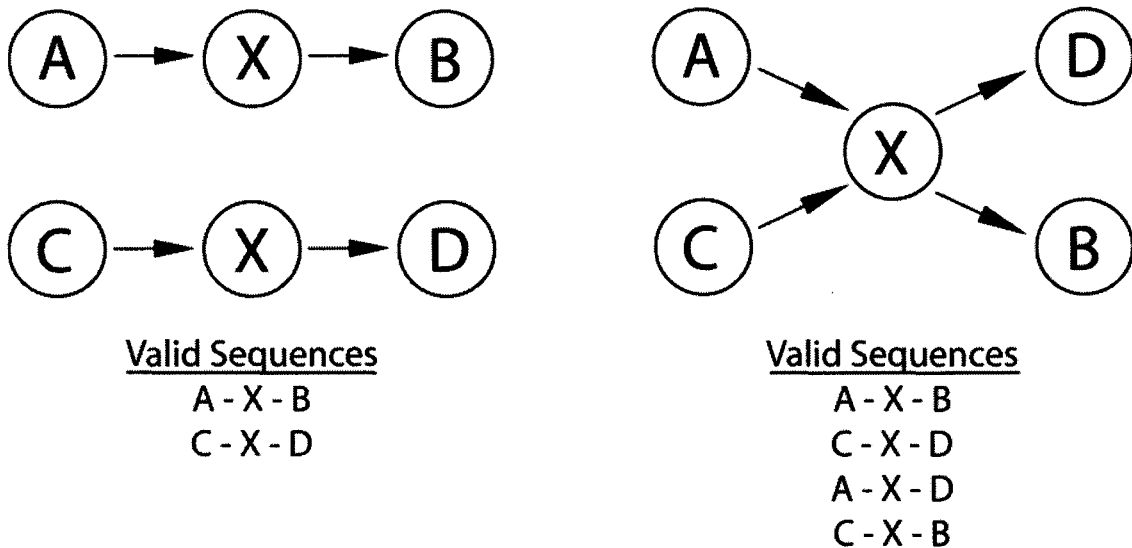 A X B
C X D
Valid Sequences
A - X - B
C - X - D
A D
X
C B
Valid Sequences
A - X - B
C - X - D
A - X - D
C - X - B